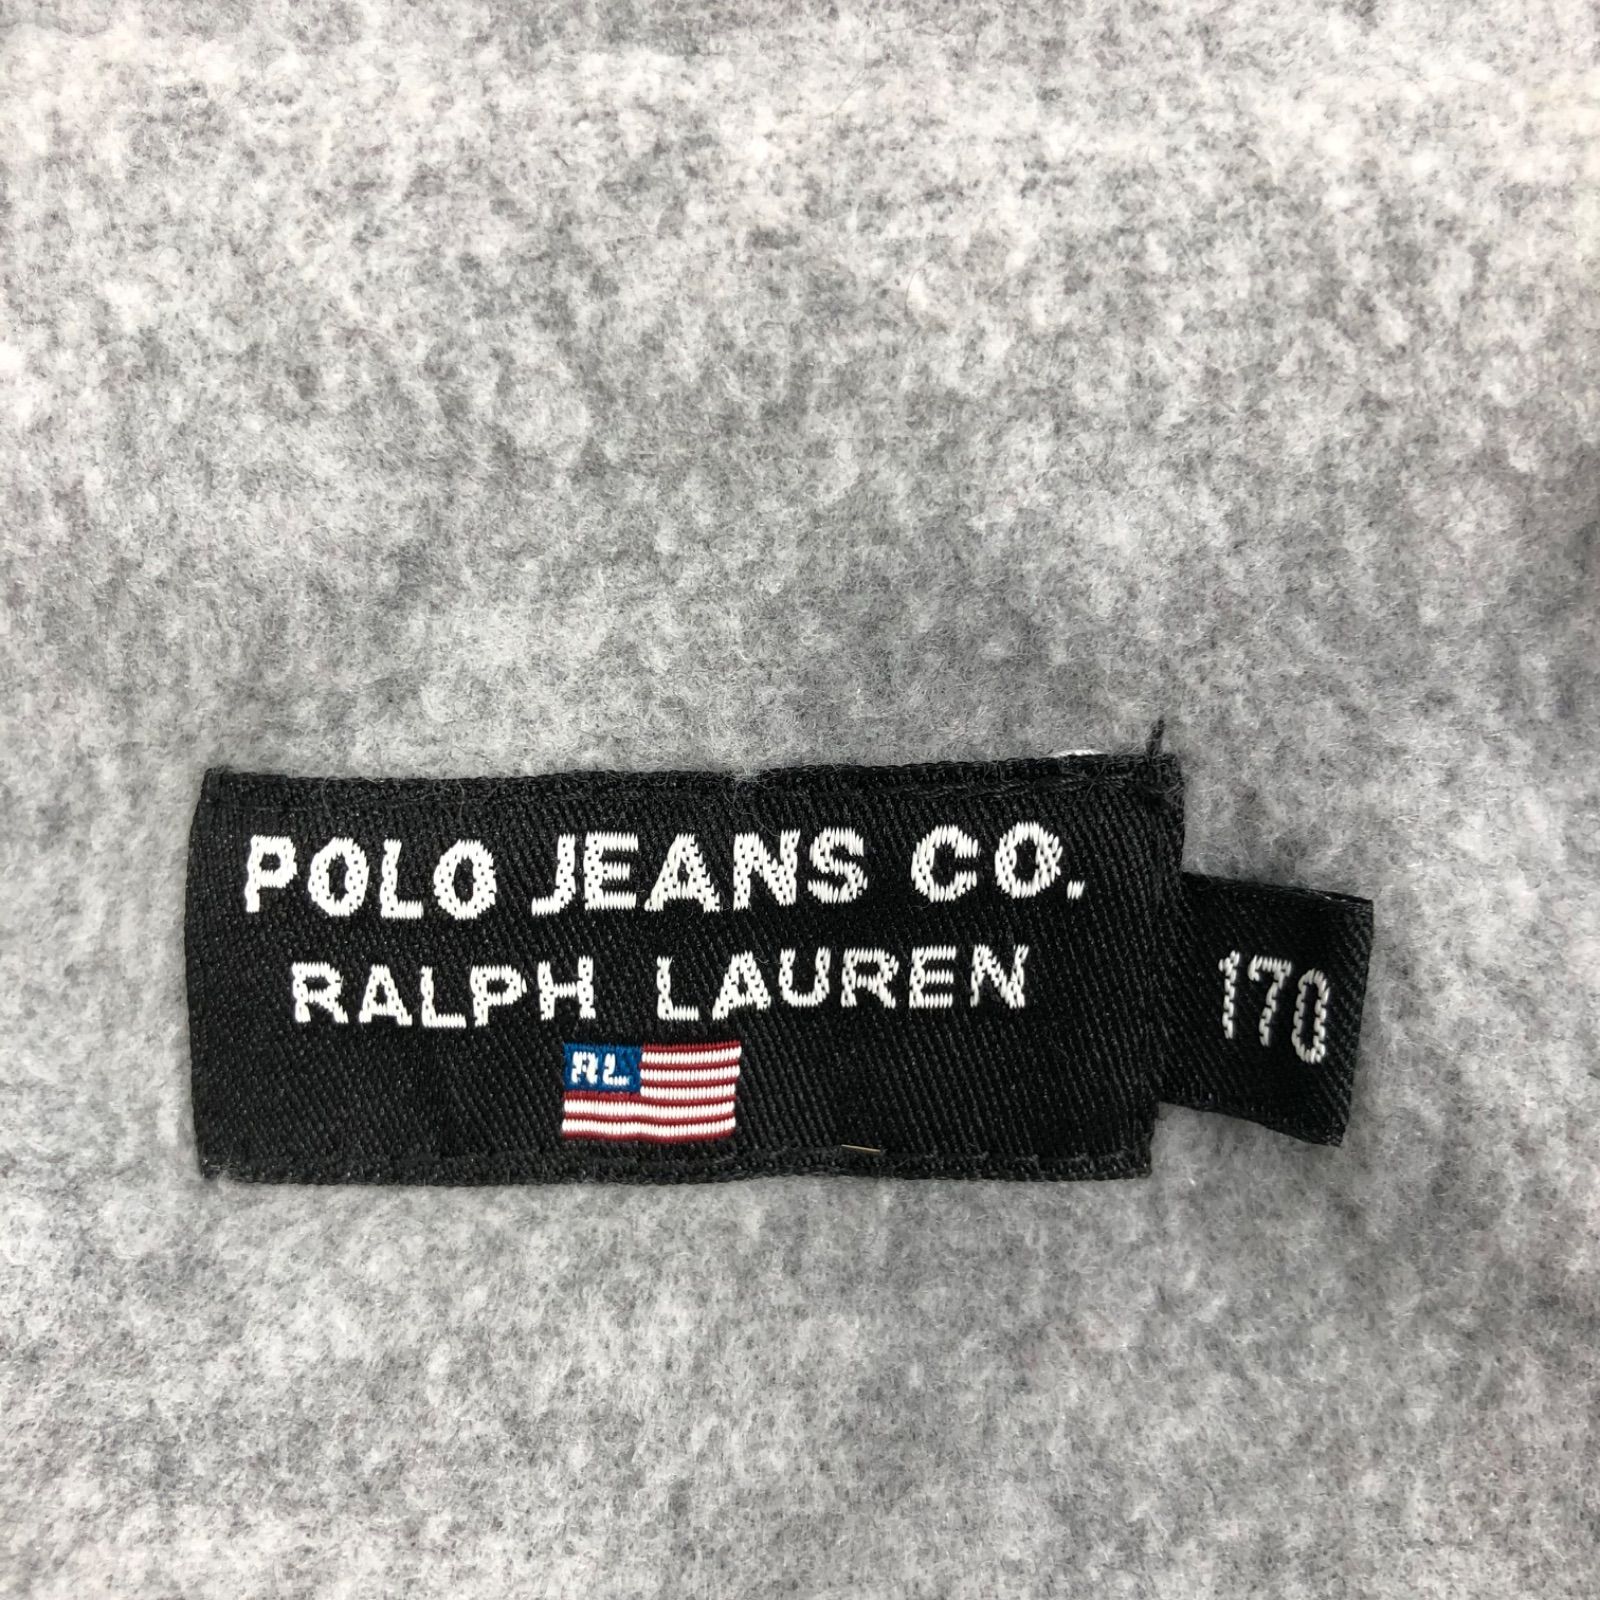 POLO JEANS CO.
RALPH LAUREN
RL
170